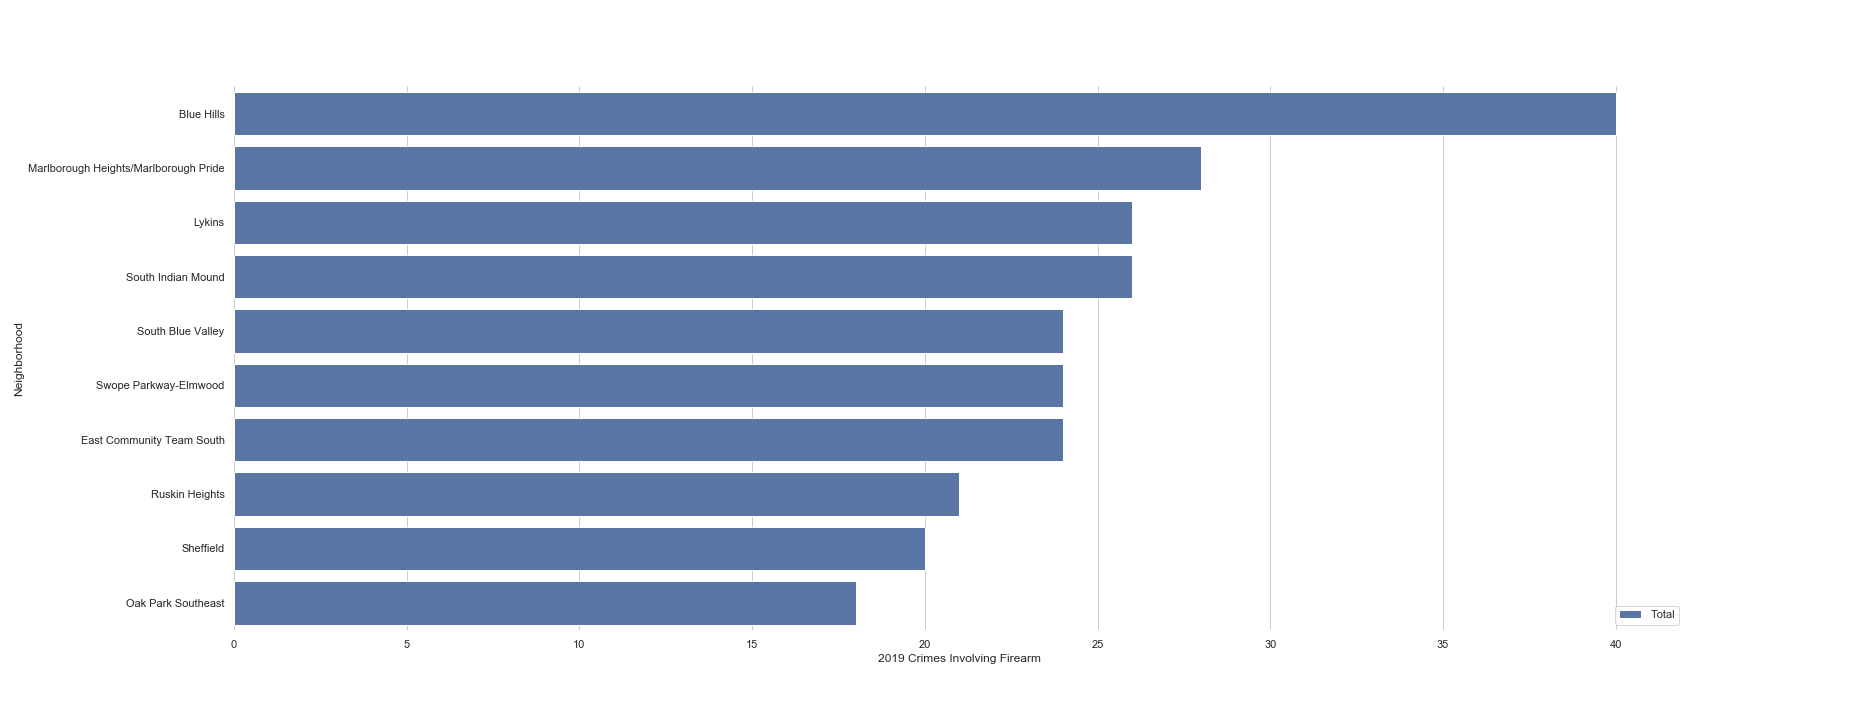 Blue Hills
Marlborough Heights/Marlborough Pride
Lykins
South Indian Mound
South Blue Valley
Swope Parkway-Elmwood
East Community Team South
Ruskin Heights
Sheffield
Oak Park Southeast
Neighborhood
Total
0 5 10 15 20 25 30 35 40
2019 Crimes Involving Firearm